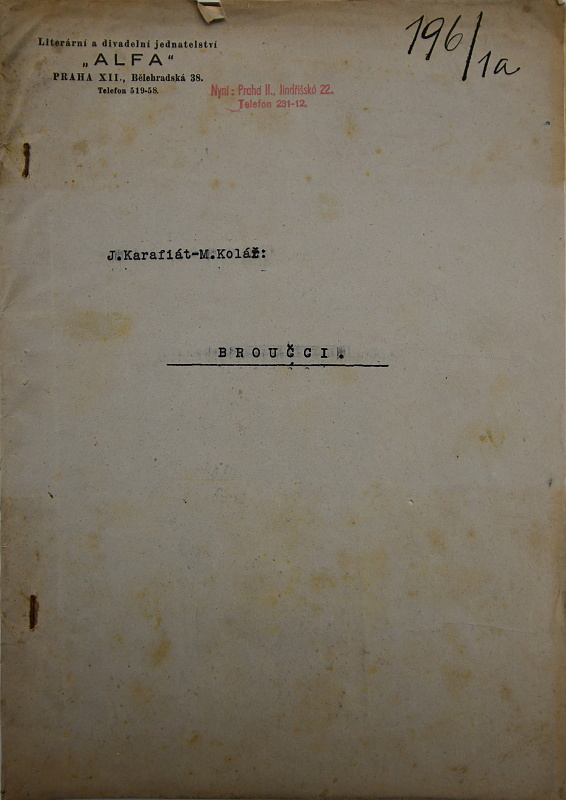 Literární a divadelní jednatelství
„ALFA“
PRAHA XII., Bělehradská 38.
Telefon 519-58.
Nyní: Praha II., Jindřišská 22.
Telefon 231-12.
196/1a
J.Karafiát-M.Kolář:
BROUČCI.